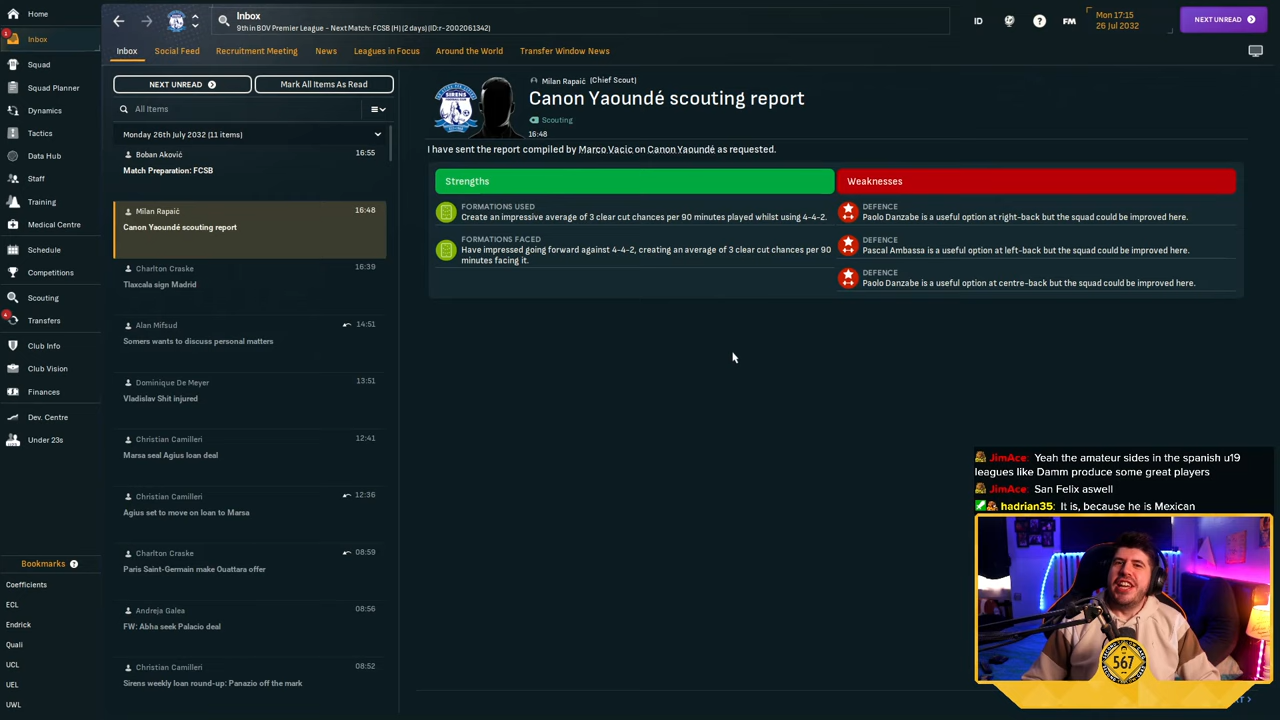 Home
1
Inbox
Squad
Squad Planner
Dynamics
Tactics
Data Hub
Staff
Training
Medical Centre
Schedule
Competitions
Scouting
4
Transfers
Club Info
Club Vision
Finances
Dev. Centre
Under 23s
Bookmarks ?
Coefficients
ECL
Endrick
Quali
UCL
UEL
UWL
Inbox
9th in BOV Premier League - Next Match: FCSB (H) (2 days) (ID:r-2002061342)
ID
?
FM
Mon 17:15
26 Jul 2032
NEXT UNREAD
Inbox
Social Feed
Recruitment Meeting
News
Leagues in Focus
Around the World
Transfer Window News
NEXT UNREAD
Mark All Items As Read
All Items
Monday 26th July 2032 (11 items)
Boban Aković 16:55
Match Preparation: FCSB
Milan Rapaić 16:48
Canon Yaoundé scouting report
Charlton Craske 16:39
Tlaxcala sign Madrid
Alan Mifsud 14:51
Somers wants to discuss personal matters
Dominique De Meyer 13:51
Vladislav Shit injured
Christian Camilleri 12:41
Marsa seal Agius loan deal
Christian Camilleri 12:36
Agius set to move on loan to Marsa
Charlton Craske 08:59
Paris Saint-Germain make Ouattara offer
Andreja Galea 08:56
FW: Abha seek Palacio deal
Christian Camilleri 08:52
Sirens weekly loan round-up: Panazio off the mark
SIRENS
Milan Rapaić (Chief Scout)
Canon Yaoundé scouting report
Scouting
16:48
I have sent the report compiled by Marco Vacic on Canon Yaoundé as requested.
Strengths
FORMATIONS USED
Create an impressive average of 3 clear cut chances per 90 minutes played whilst using 4-4-2.
FORMATIONS FACED
Have impressed going forward against 4-4-2, creating an average of 3 clear cut chances per 90
minutes facing it.
Weaknesses
DEFENCE
Paolo Danzabe is a useful option at right-back but the squad could be improved here.
DEFENCE
Pascal Ambassa is a useful option at left-back but the squad could be improved here.
DEFENCE
Paolo Danzabe is a useful option at centre-back but the squad could be improved here.
JimAce: Yeah the amateur sides in the spanish u19
leagues like Damm produce some great players
JimAce: San Felix aswell
hadrian35: It is, because he is Mexican
567